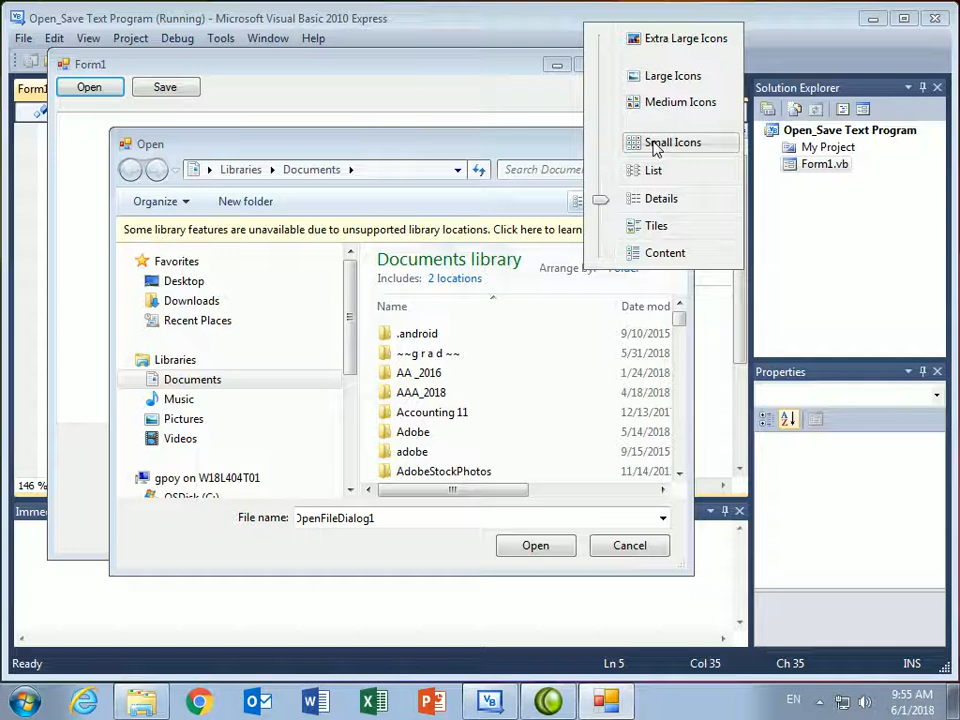 Open_Save Text Program (Running) - Microsoft Visual Basic 2010 Express
File Edit View Project Debug Tools Window Help
Form1
Form1
Open Save
Open
Libraries Documents
Search Docume
Organize New folder
Some library features are unavailable due to unsupported library locations. Click here to learn
Favorites
Desktop
Downloads
Recent Places
Libraries
Documents
Music
Pictures
Videos
gpoy on W18L404T01
OSDisk (C:)
Documents library
Includes: 2 locations
Arrange by: Folder
Name Date mod
.android 9/10/2015
~~g r a d ~~ 5/31/2018
AA _2016 1/24/2018
AAA_2018 4/18/2018
Accounting 11 12/13/201
Adobe 5/14/2018
adobe 9/15/2015
AdobeStockPhotos 11/14/201
File name: OpenFileDialog1
Open Cancel
Extra Large Icons
Large Icons
Medium Icons
Small Icons
List
Details
Tiles
Content
Solution Explorer
Open_Save Text Program
My Project
Form1.vb
Properties
146 %
Immed
Ready Ln 5 Col 35 Ch 35 INS
EN 9:55 AM
6/1/2018